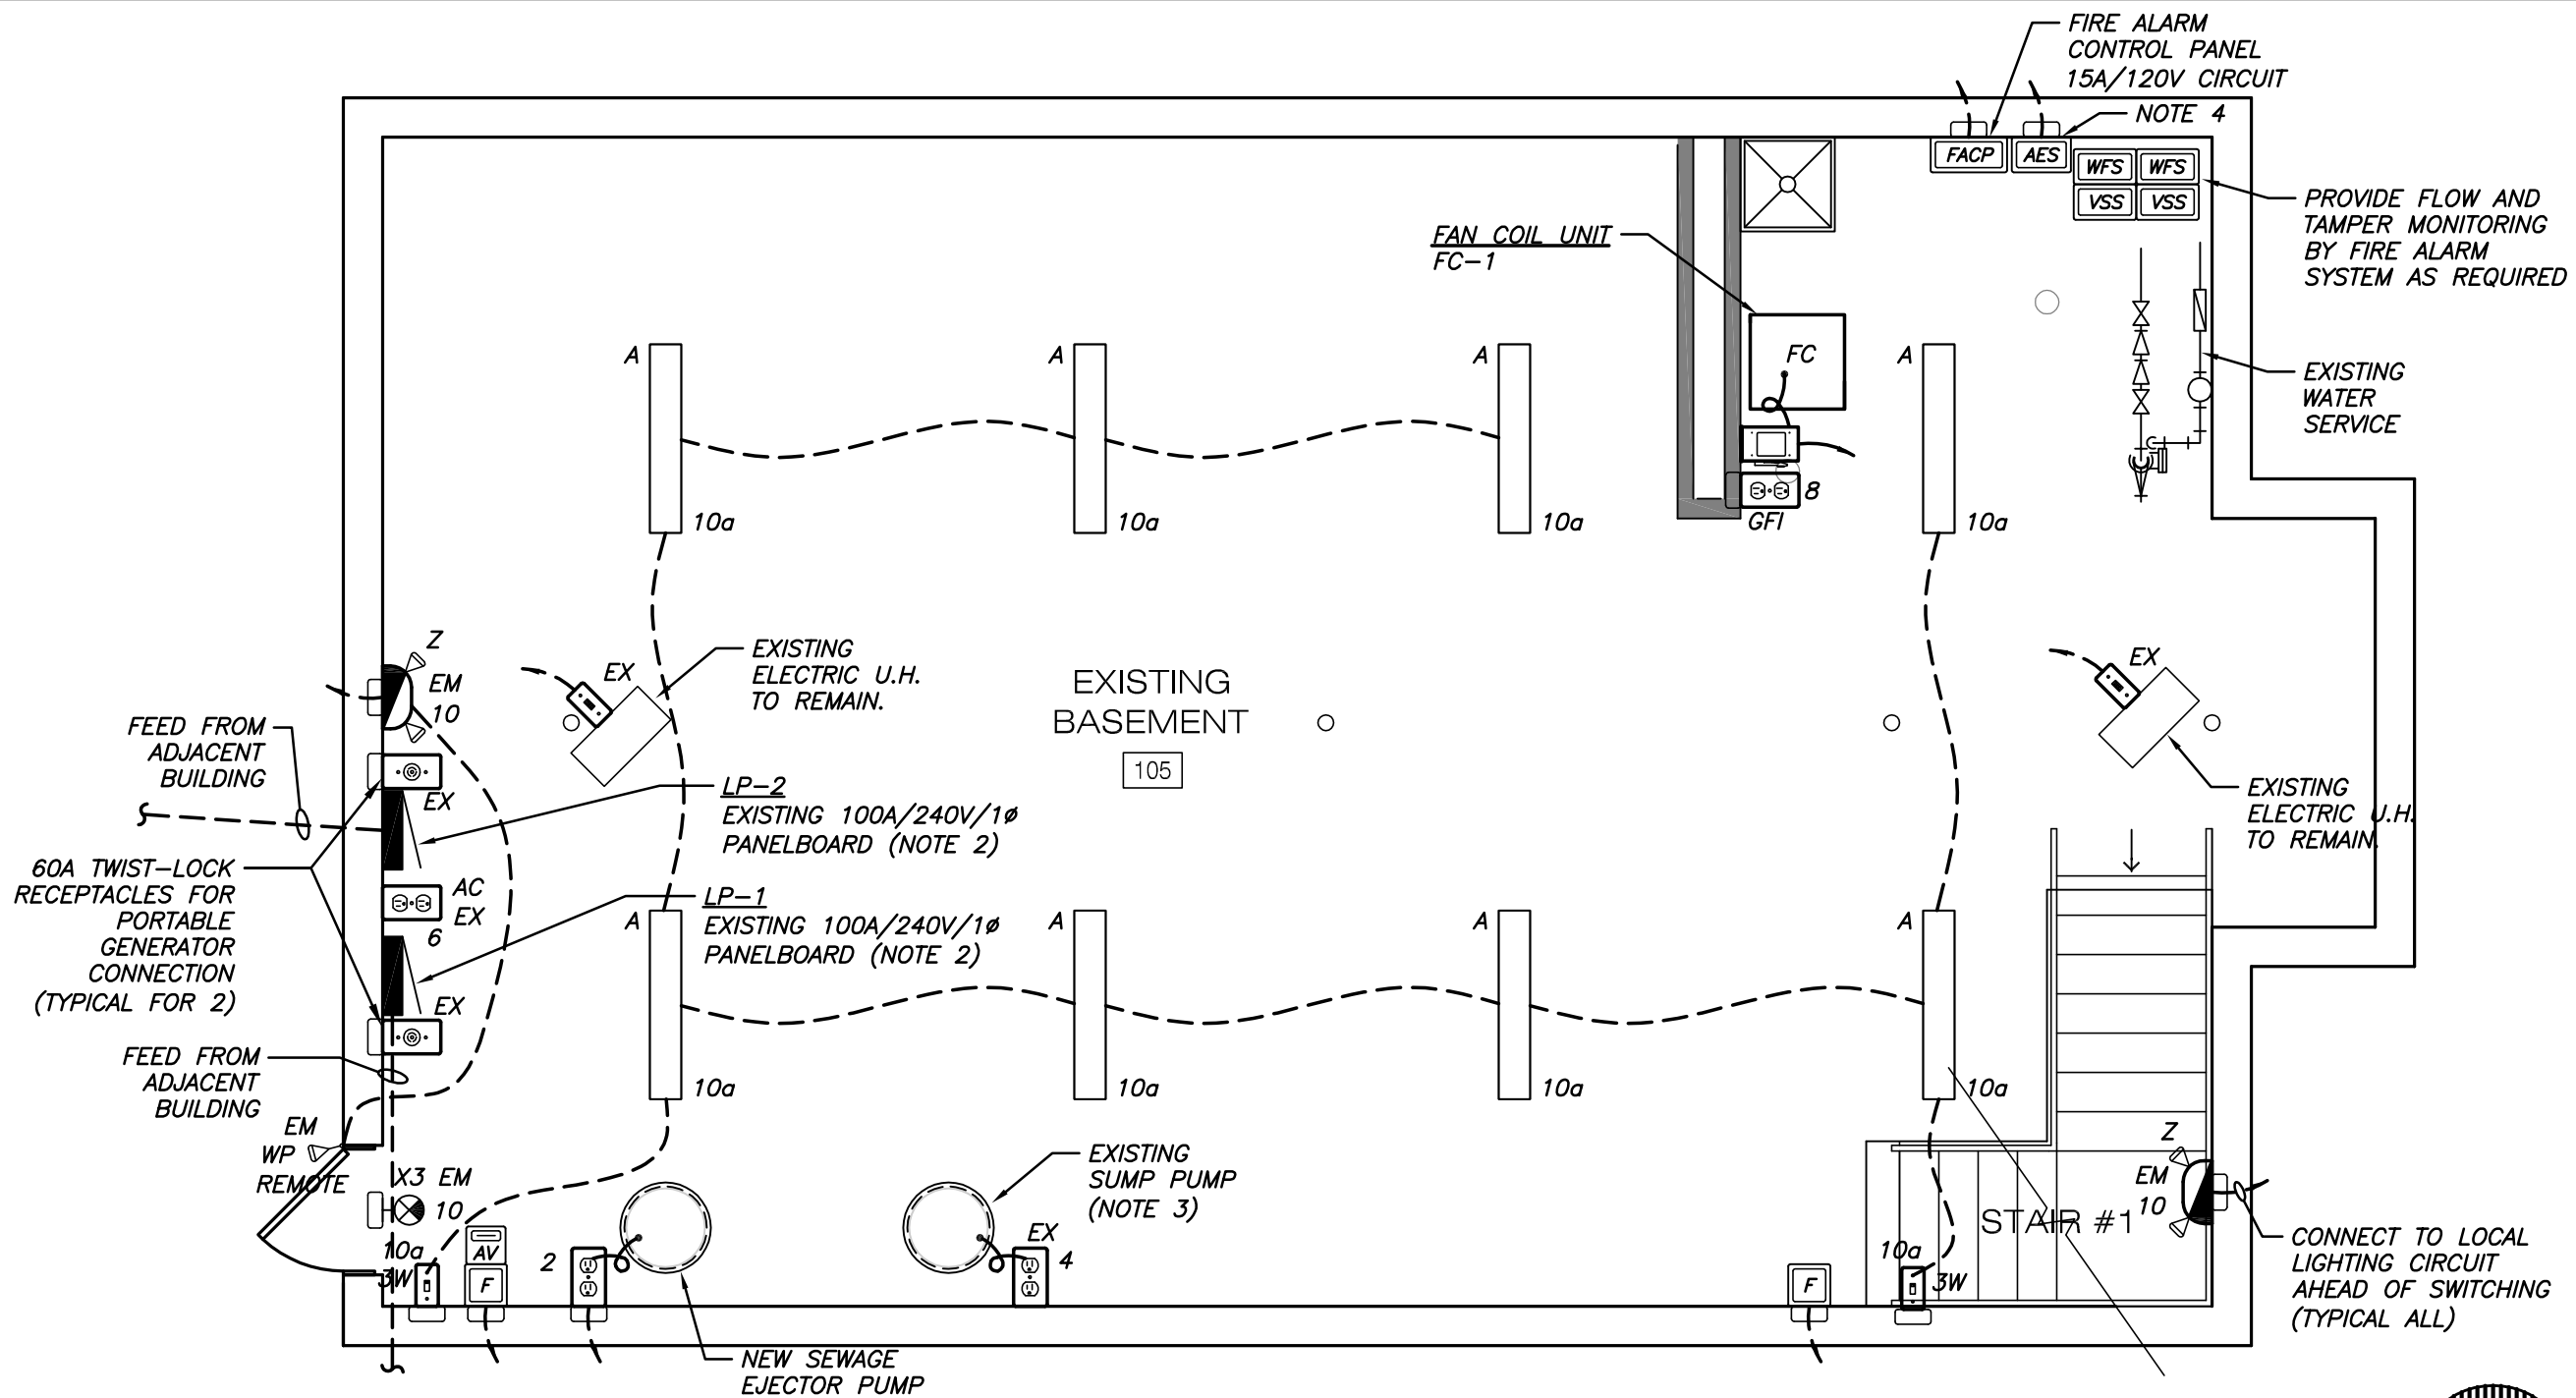 FIRE ALARM
CONTROL PANEL
15A/120V CIRCUIT
NOTE 4
FACP
AES
WFS
WFS
VSS
VSS
PROVIDE FLOW AND
TAMPER MONITORING
BY FIRE ALARM
SYSTEM AS REQUIRED
FAN COIL UNIT
FC-1
FC
A
A
A
A
EXISTING
WATER
SERVICE
8
GFI
10a
10a
10a
10a
Z
EM
10
EX
EXISTING
ELECTRIC U.H.
TO REMAIN.
EXISTING
BASEMENT
105
EX
EXISTING
ELECTRIC U.H.
TO REMAIN.
FEED FROM
ADJACENT
BUILDING
EX
LP-2
EXISTING 100A/240V/1ø
PANELBOARD (NOTE 2)
60A TWIST-LOCK
RECEPTACLES FOR
PORTABLE
GENERATOR
CONNECTION
(TYPICAL FOR 2)
AC
EX
6
LP-1
EXISTING 100A/240V/1ø
PANELBOARD (NOTE 2)
EX
A
A
A
A
FEED FROM
ADJACENT
BUILDING
10a
10a
10a
10a
EM
WP
REMOTE
X3 EM
10
10a
3W
AV
F
2
EXISTING
SUMP PUMP
(NOTE 3)
EX
4
NEW SEWAGE
EJECTOR PUMP
F
10a
3W
STAIR #1
Z
EM
10
CONNECT TO LOCAL
LIGHTING CIRCUIT
AHEAD OF SWITCHING
(TYPICAL ALL)